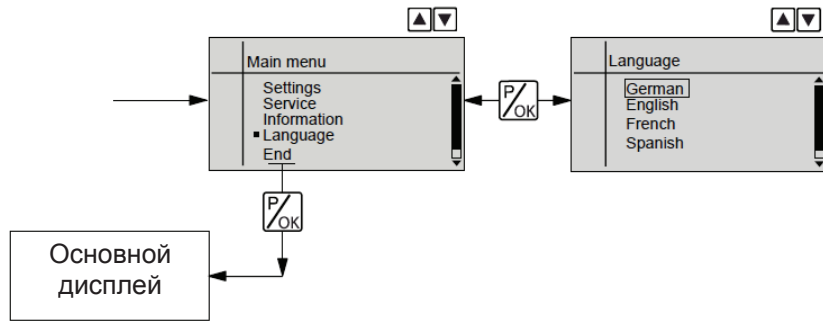 Main menu
Settings
Service
Information
Language
End
P/OK
Language
German
English
French
Spanish
P/OK
Основной
дисплей